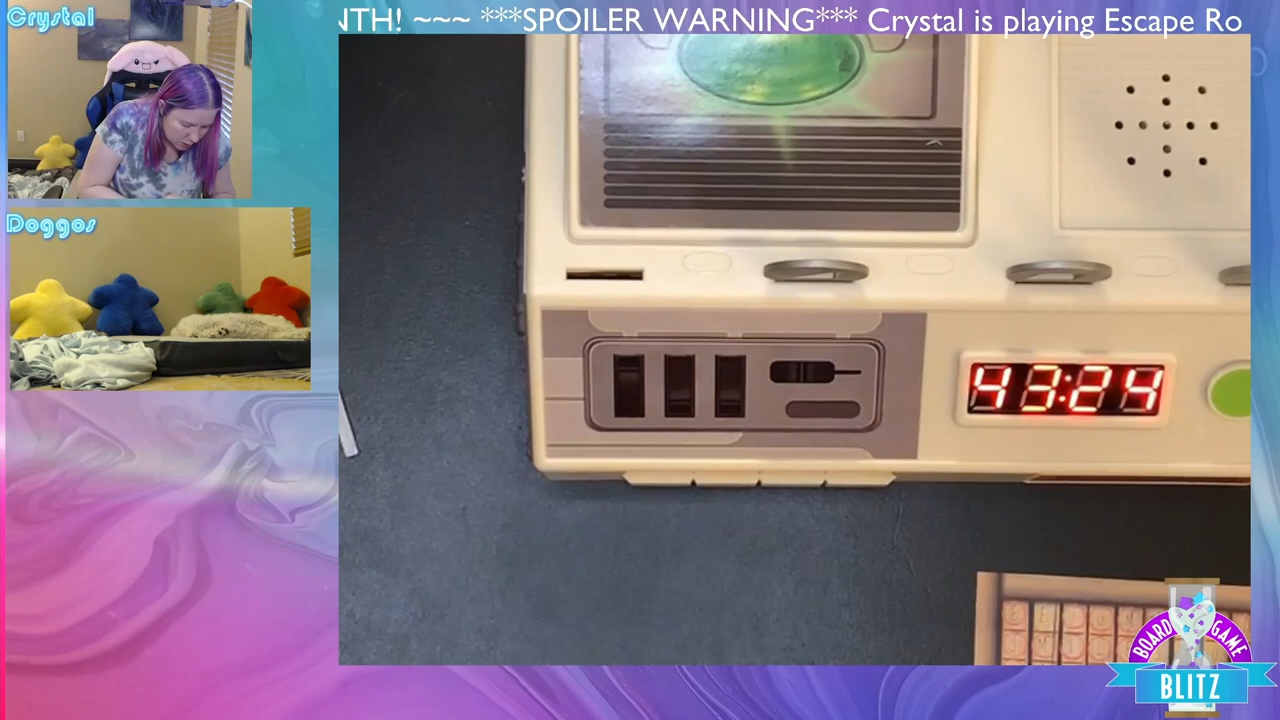 Crystal
NTH! ~~~ ***SPOILER WARNING*** Crystal is playing Escape Ro
Doggos
43:24
BOARD GAME
BLITZ